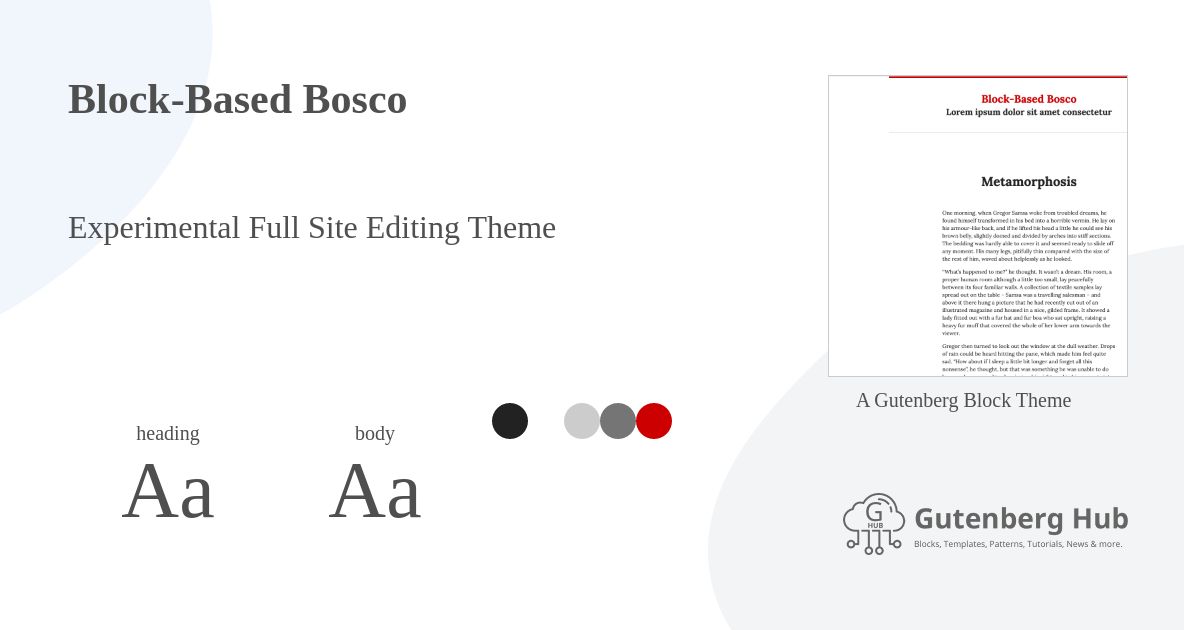 Block-Based Bosco
Experimental Full Site Editing Theme
heading
Aa
body
Aa
Block-Based Bosco
Lorem ipsum dolor sit amet consectetur
Metamorphosis
One morning, when Gregor Samsa woke from troubled dreams, he
found himself transformed in his bed into a horrible vermin. He lay on
his armour-like back, and if he lifted his head a little he could see his
brown belly, slightly domed and divided by arches into stiff sections.
The bedding was hardly able to cover it and seemed ready to slide off
any moment. His many legs, pitifully thin compared with the size of
the rest of him, waved about helplessly as he looked.
"What's happened to me?" he thought. It wasn't a dream. His room, a
proper human room although a little too small, lay peacefully
between its four familiar walls. A collection of textile samples lay
spread out on the table – Samsa was a travelling salesman – and
above it there hung a picture that he had recently cut out of an
illustrated magazine and housed in a nice, gilded frame. It showed a
lady fitted out with a fur hat and fur boa who sat upright, raising a
heavy fur muff that covered the whole of her lower arm towards the
viewer.
Gregor then turned to look out the window at the dull weather. Drops
of rain could be heard hitting the pane, which made him feel quite
sad. "How about if I sleep a little bit longer and forget all this
nonsense", he thought, but that was something he was unable to do
A Gutenberg Block Theme
G
HUB
Gutenberg Hub
Blocks, Templates, Patterns, Tutorials, News & more.